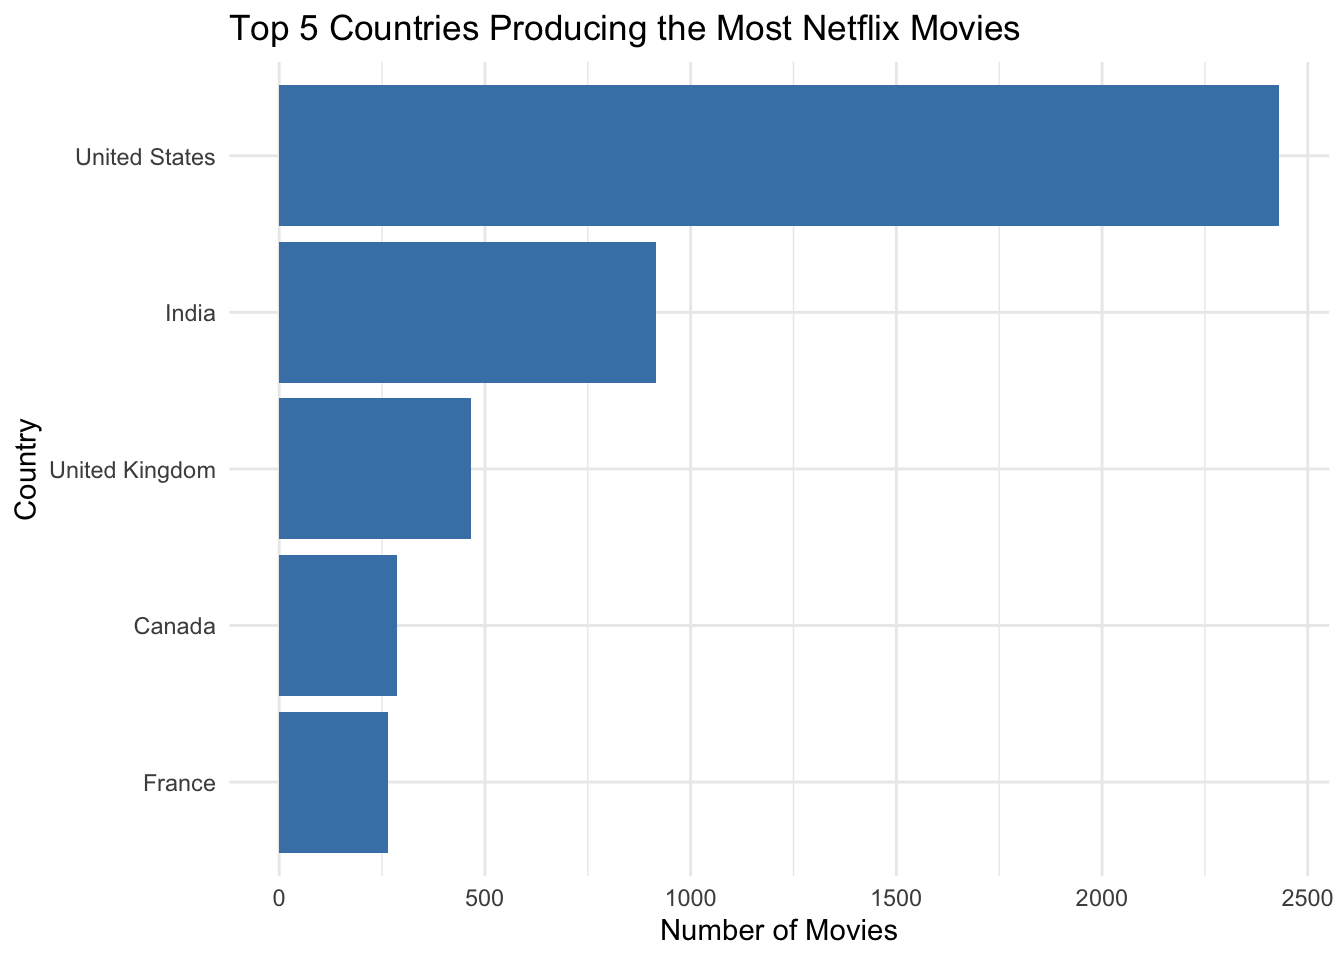 Top 5 Countries Producing the Most Netflix Movies
United States
India
United Kingdom
Canada
France
Country
0 500 1000 1500 2000 2500
Number of Movies